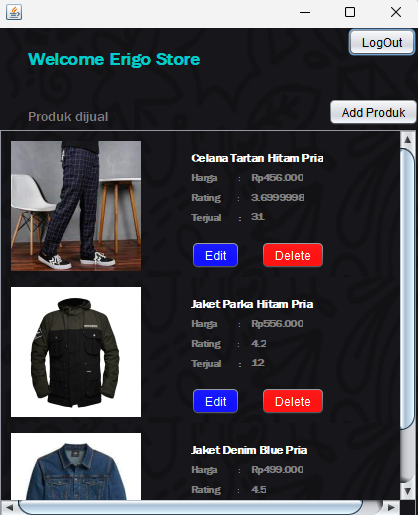 LogOut
Welcome Erigo Store
Produk dijual
Add Produk
Celana Tartan Hitam Pria
Harga : Rp456.000
Rating : 3.6999998
Terjual : 31
Edit Delete
Jaket Parka Hitam Pria
Harga : Rp556.000
Rating : 4.2
Terjual : 12
Edit Delete
Jaket Denim Blue Pria
Harga : Rp499.000
Rating : 4.5